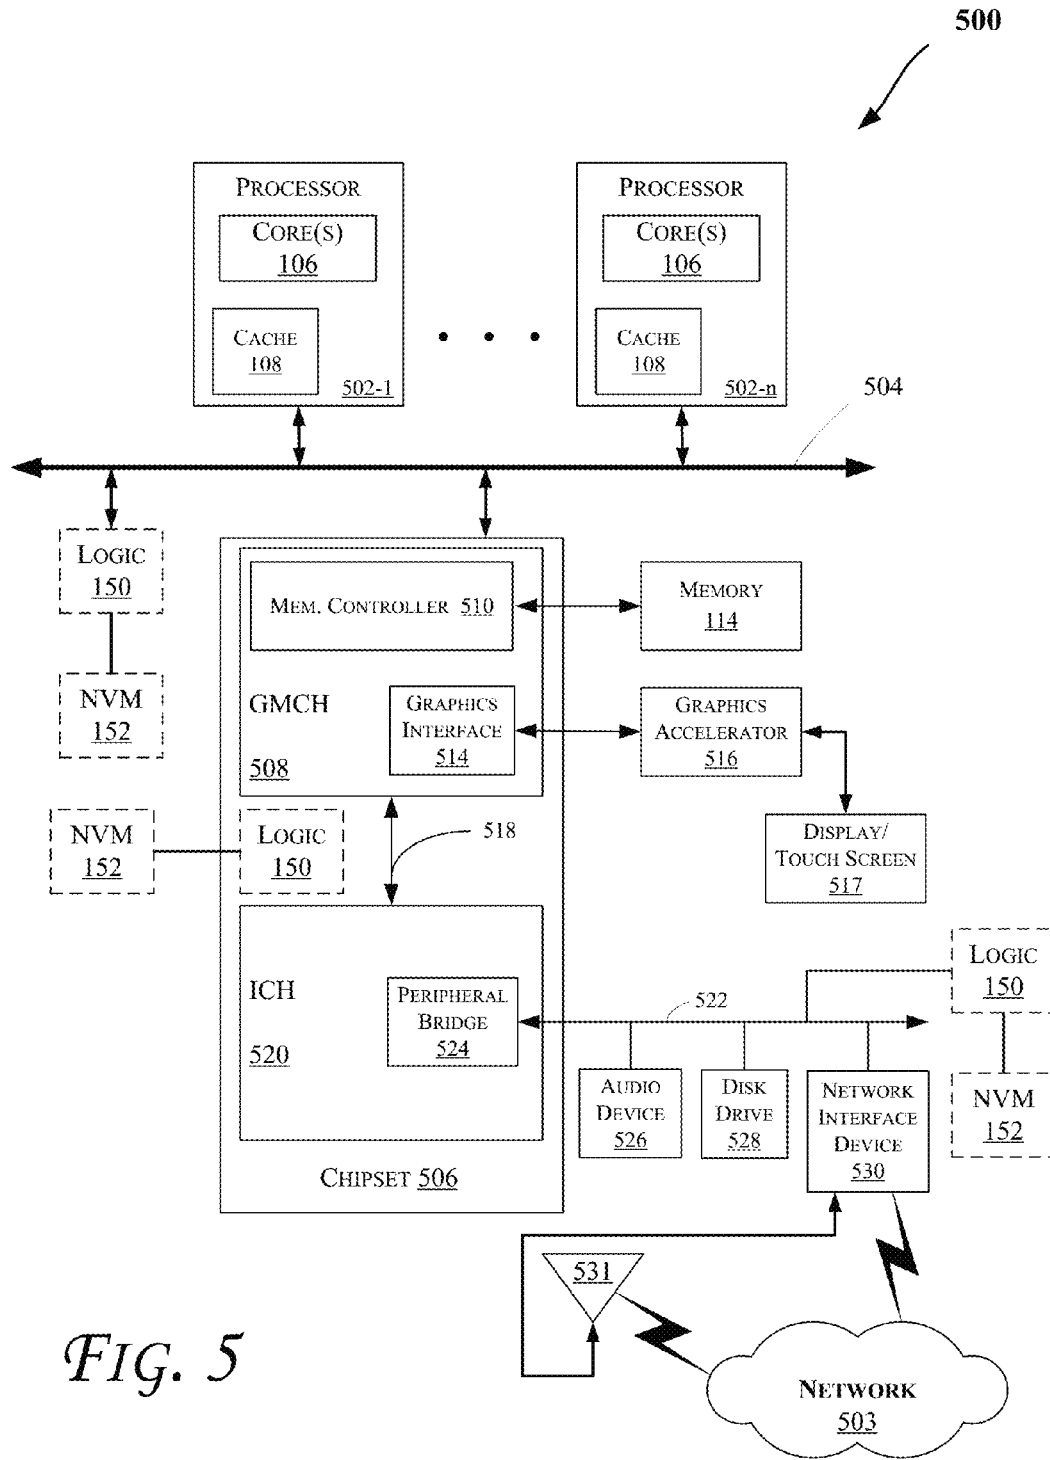 500
PROCESSOR
CORE(S)
106
CACHE
108
502-1
PROCESSOR
CORE(S)
106
CACHE
108
502-n
504
LOGIC
150
NVM
152
MEM. CONTROLLER 510
MEMORY
114
GMCH
508
GRAPHICS
INTERFACE
514
GRAPHICS
ACCELERATOR
516
518
NVM
152
LOGIC
150
DISPLAY/
TOUCH SCREEN
517
ICH
520
PERIPHERAL
BRIDGE
524
522
LOGIC
150
NVM
152
AUDIO
DEVICE
526
DISK
DRIVE
528
NETWORK
INTERFACE
DEVICE
530
CHIPSET 506
531
NETWORK
503
FIG. 5